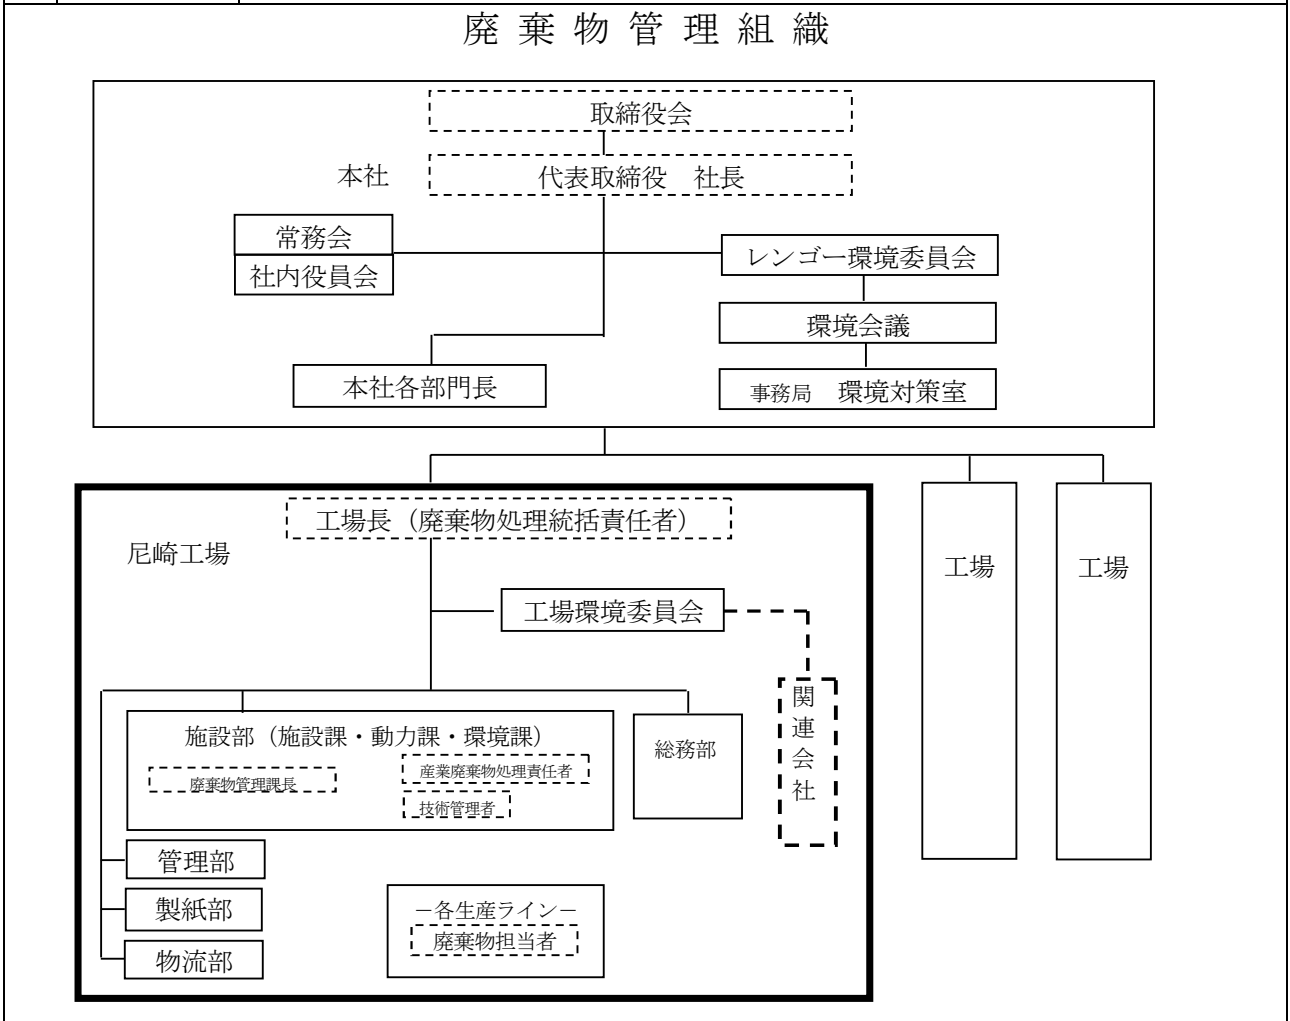 廃棄物管理組織
取締役会
本社
代表取締役　社長
常務会
社内役員会
レンゴー環境委員会
環境会議
本社各部門長
事務局　環境対策室
工場長（廃棄物処理統括責任者）
尼崎工場
工場
工場
工場環境委員会
関連会社
施設部（施設課・動力課・環境課）
廃棄物管理課長
産業廃棄物処理責任者
技術管理者
総務部
管理部
製紙部
物流部
－各生産ライン－
廃棄物担当者